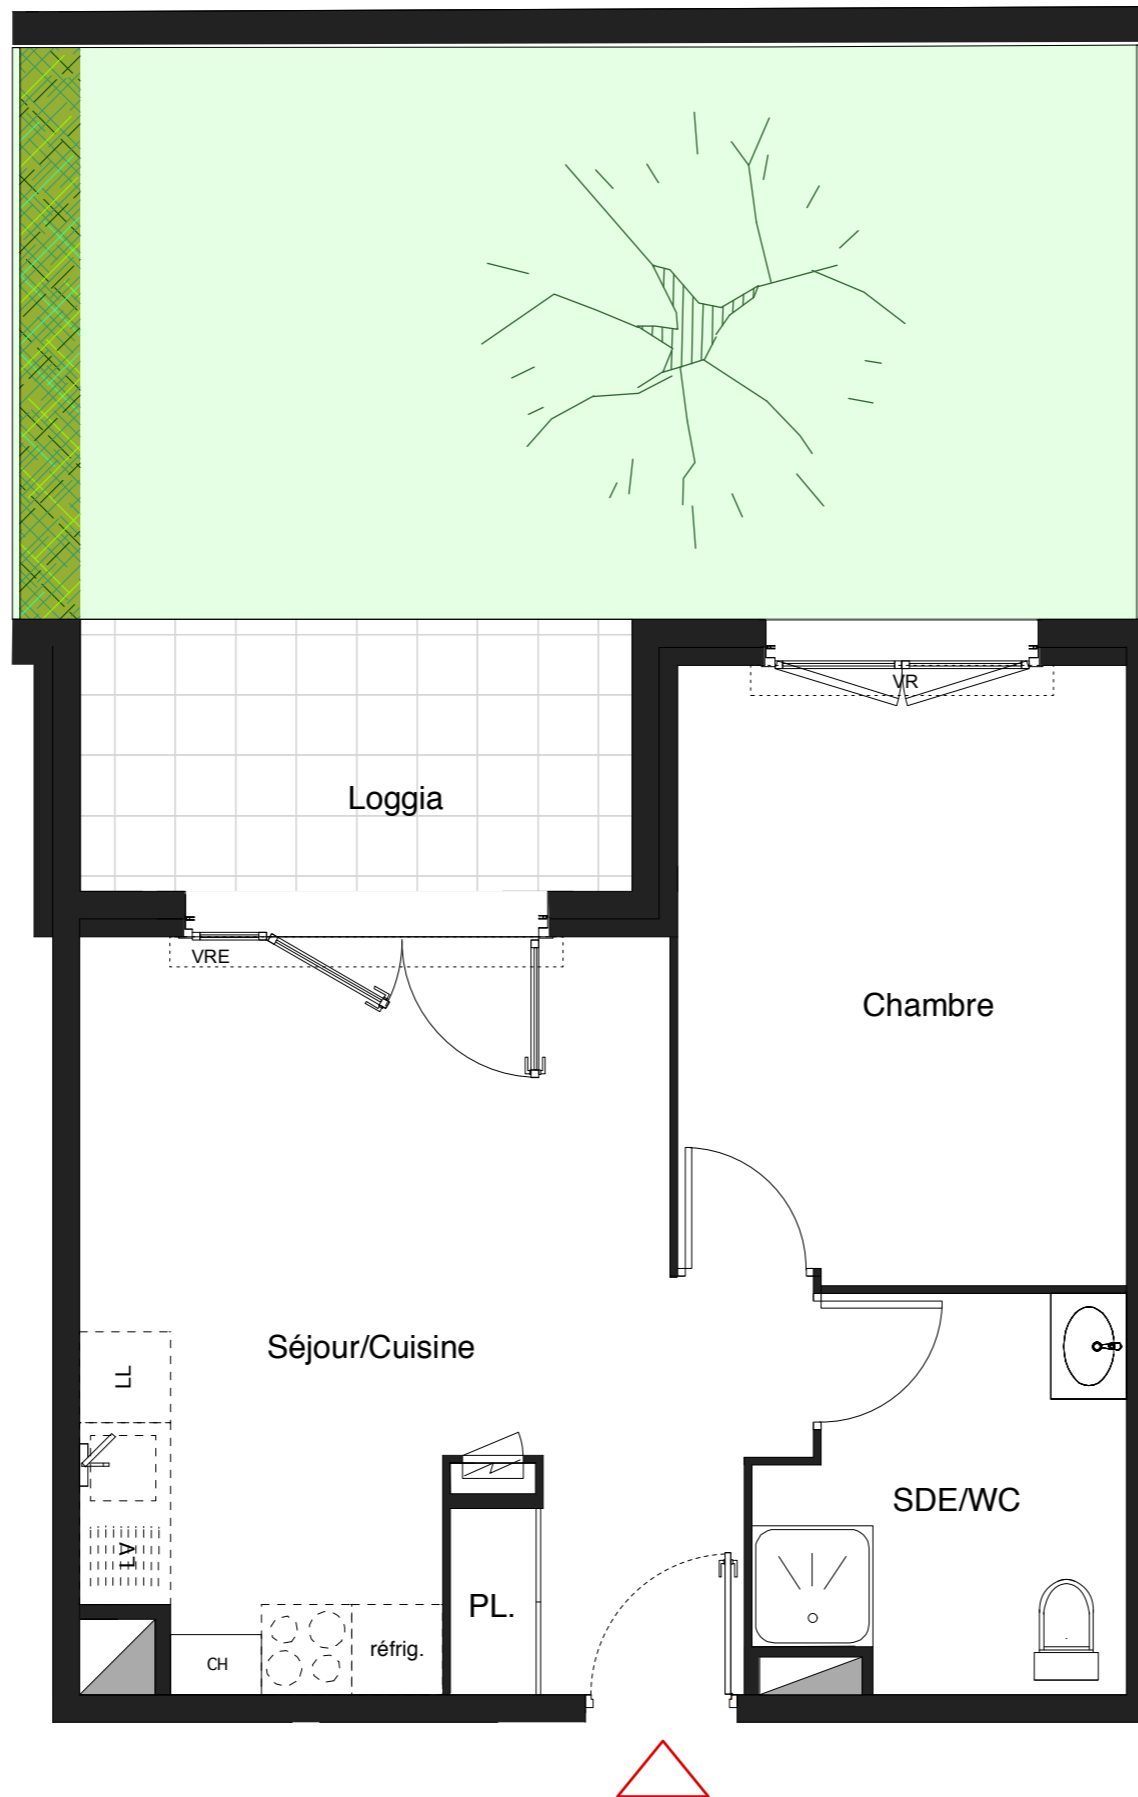 VR
Loggia
VRE
Chambre
Séjour/Cuisine
LL
SDE/WC
LV
PL.
réfrig.
CH